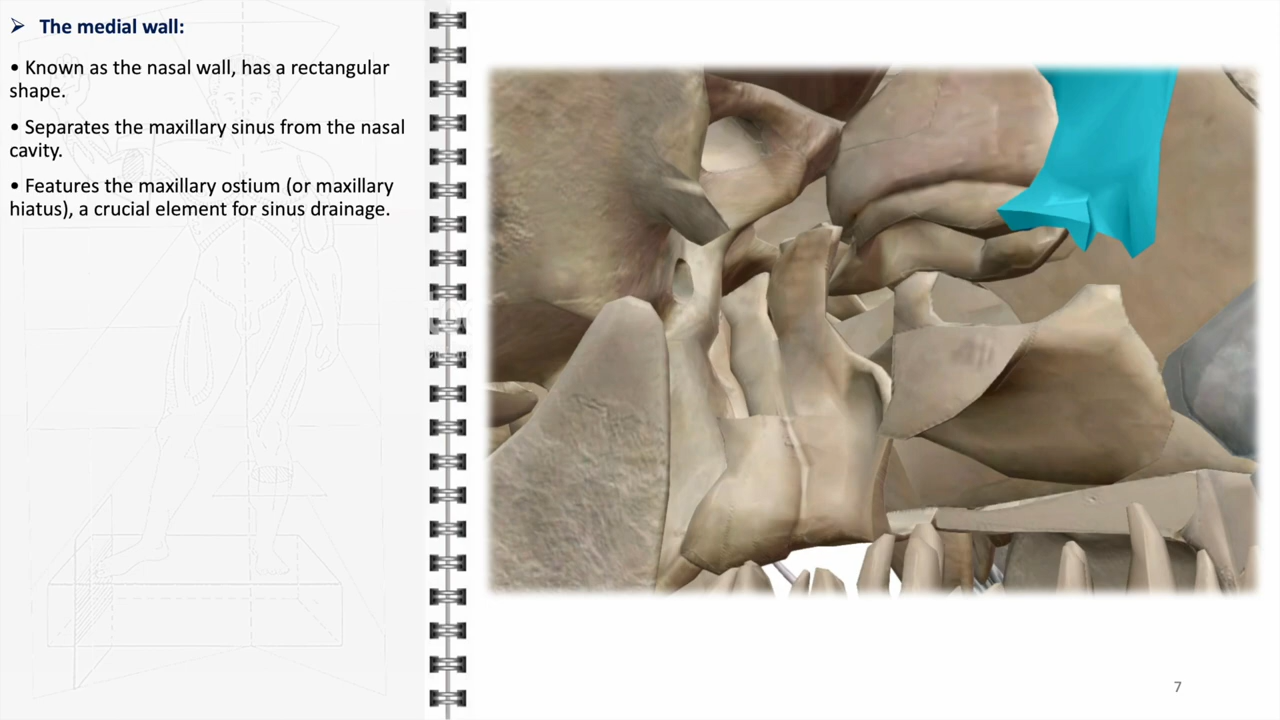 ➢ The medial wall:
• Known as the nasal wall, has a rectangular
shape.
• Separates the maxillary sinus from the nasal
cavity.
• Features the maxillary ostium (or maxillary
hiatus), a crucial element for sinus drainage.
7